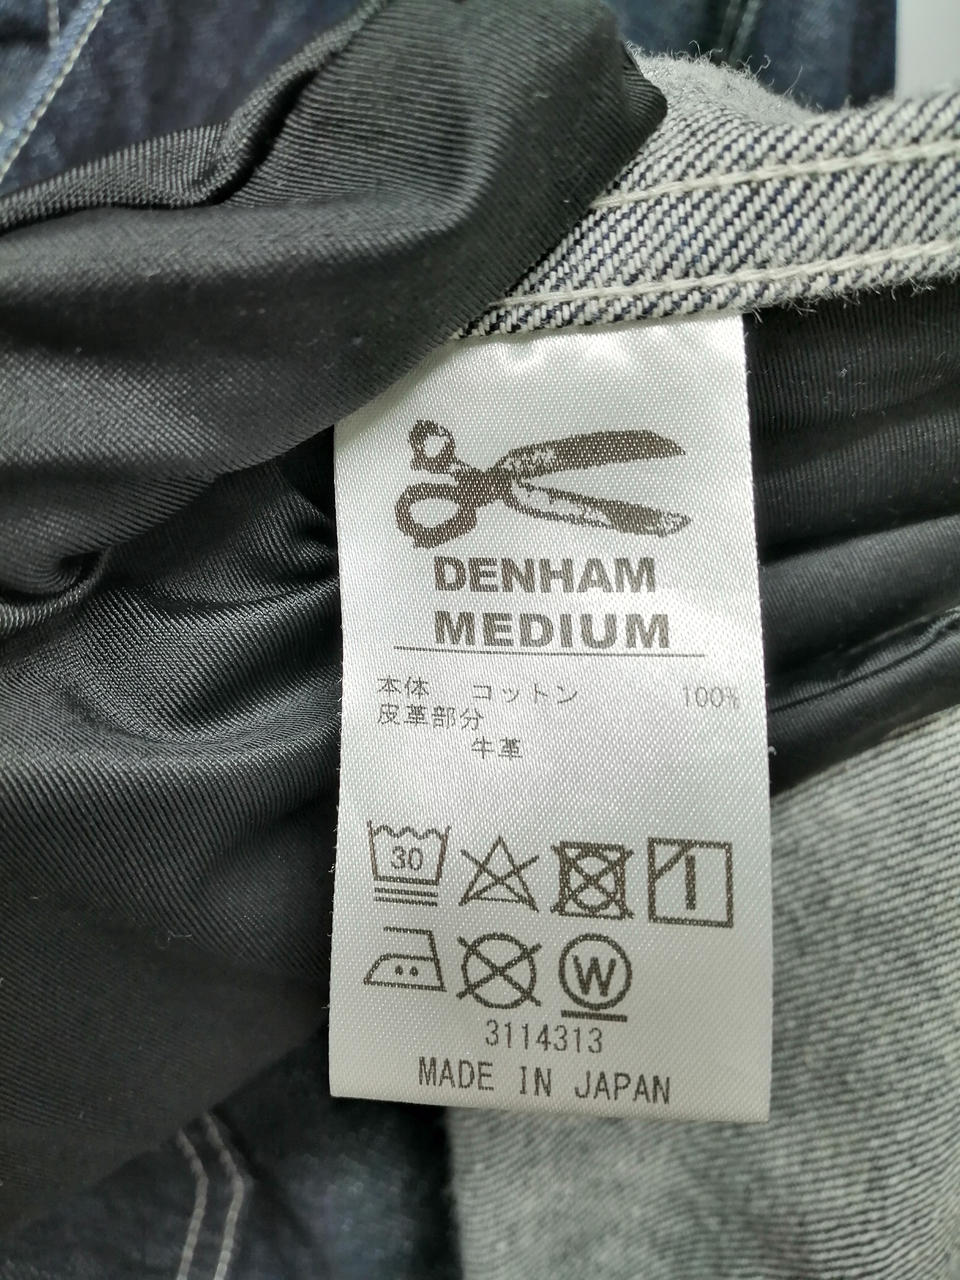 DENHAM
MEDIUM
本体 コットン 100%
皮革部分
牛革
30
W
3114313
MADE IN JAPAN